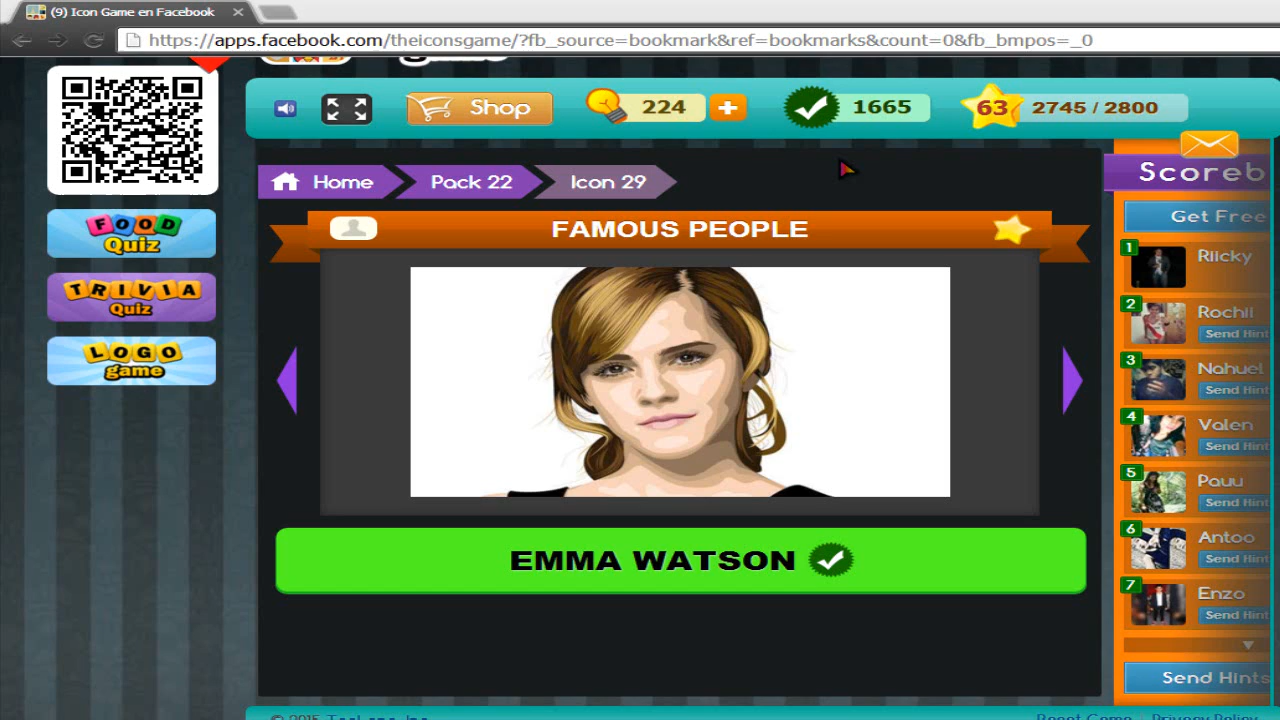 (9) Icon Game en Facebook
https://apps.facebook.com/theiconsgame/?fb_source=bookmark&ref=bookmarks&count=0&fb_bmpos=_0
Shop
224
1665
63
2745 / 2800
Home
Pack 22
Icon 29
Scoreb
FOOD
Quiz
TRIVIA
Quiz
LOGO
game
FAMOUS PEOPLE
Get Free
1
RIicky
2
Rochii
Send Hint
3
Nahuel
Send Hint
4
Valen
Send Hint
5
Pauu
Send Hint
6
Antoo
Send Hint
7
Enzo
Send Hint
EMMA WATSON
Send Hints
© 2015